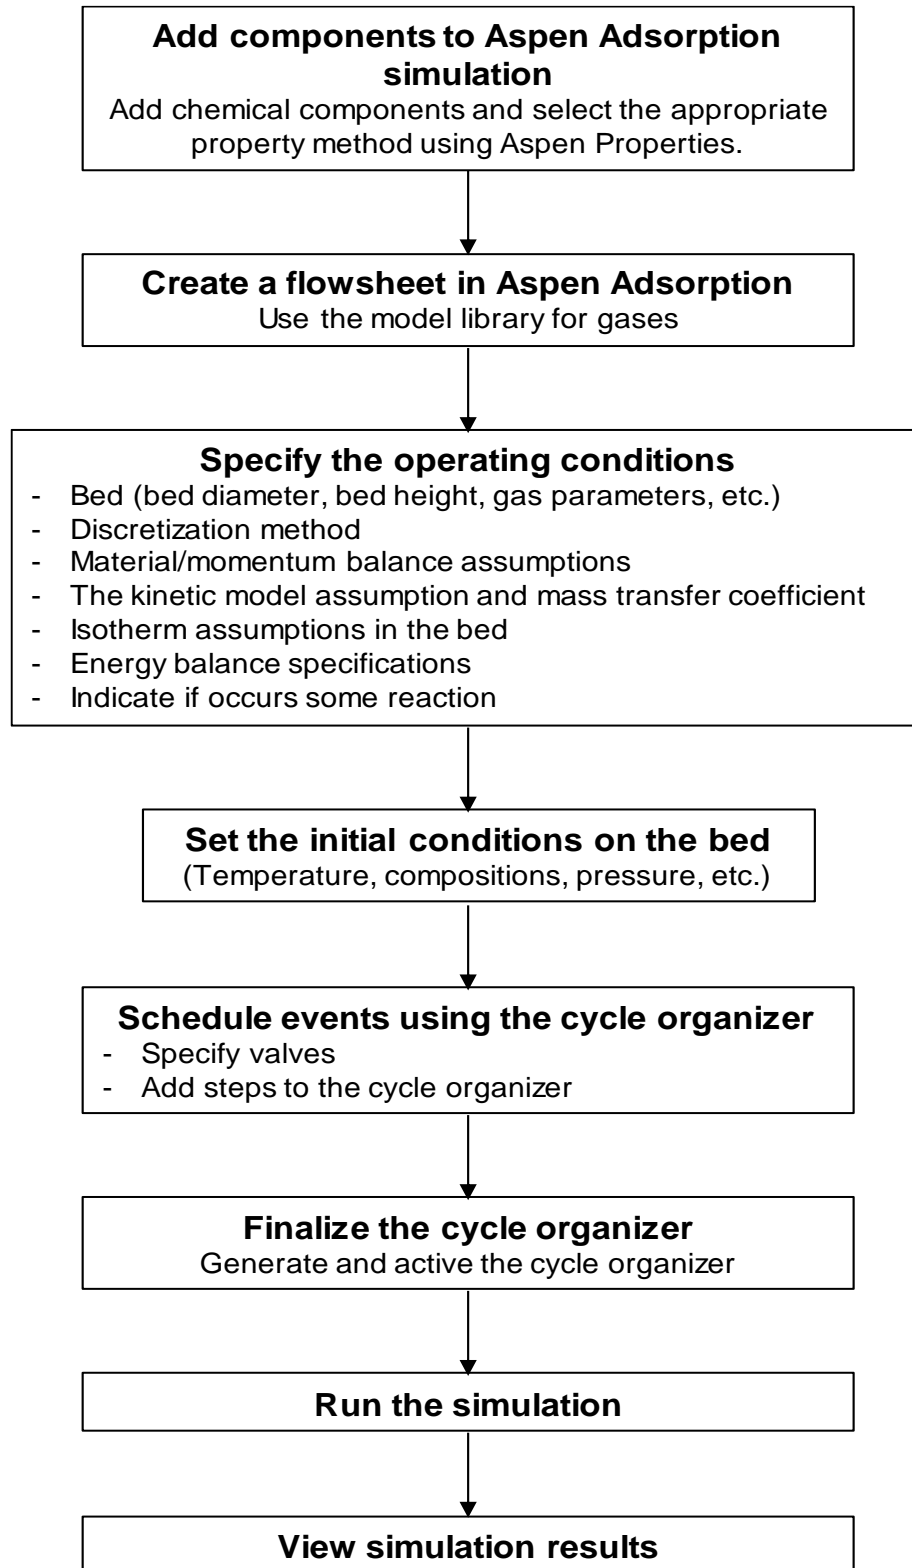 Add components to Aspen Adsorption
simulation
Add chemical components and select the appropriate
property method using Aspen Properties.
Create a flowsheet in Aspen Adsorption
Use the model library for gases
Specify the operating conditions
- Bed (bed diameter, bed height, gas parameters, etc.)
- Discretization method
- Material/momentum balance assumptions
- The kinetic model assumption and mass transfer coefficient
- Isotherm assumptions in the bed
- Energy balance specifications
- Indicate if occurs some reaction
Set the initial conditions on the bed
(Temperature, compositions, pressure, etc.)
Schedule events using the cycle organizer
- Specify valves
- Add steps to the cycle organizer
Finalize the cycle organizer
Generate and active the cycle organizer
Run the simulation
View simulation results